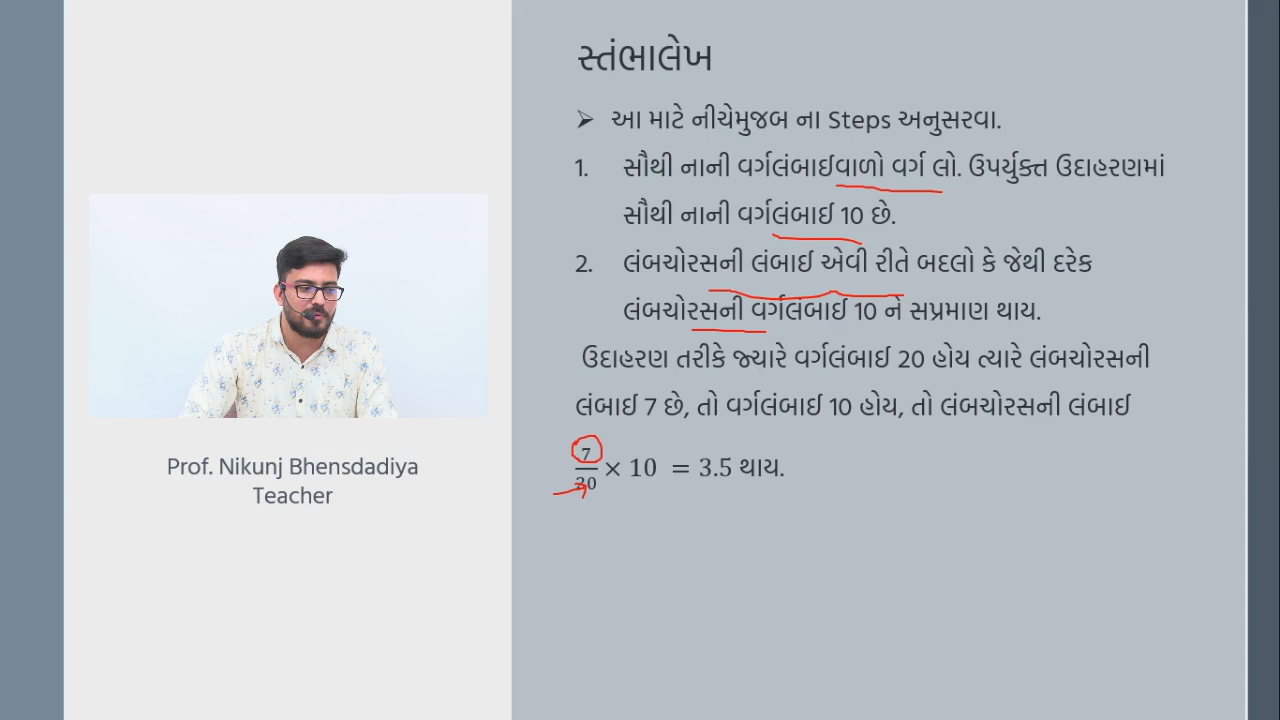 સ્તંભાલેખ
➢ આ માટે નીચેમુજબ ના Steps અનુસરવા.
1. સૌથી નાની વર્ગલંબાઈવાળો વર્ગ લો. ઉપર્યુક્ત ઉદાહરણમાં
સૌથી નાની વર્ગલંબાઈ 10 છે.
2. લંબચોરસની લંબાઈ એવી રીતે બદલો કે જેથી દરેક
લંબચોરસની વર્ગલંબાઈ 10 ને સપ્રમાણ થાય.
ઉદાહરણ તરીકે જ્યારે વર્ગલંબાઈ 20 હોય ત્યારે લંબચોરસની
લંબાઈ 7 છે, તો વર્ગલંબાઈ 10 હોય, તો લંબચોરસની લંબાઈ
7/20 × 10 = 3.5 થાય.
Prof. Nikunj Bhensdadiya
Teacher